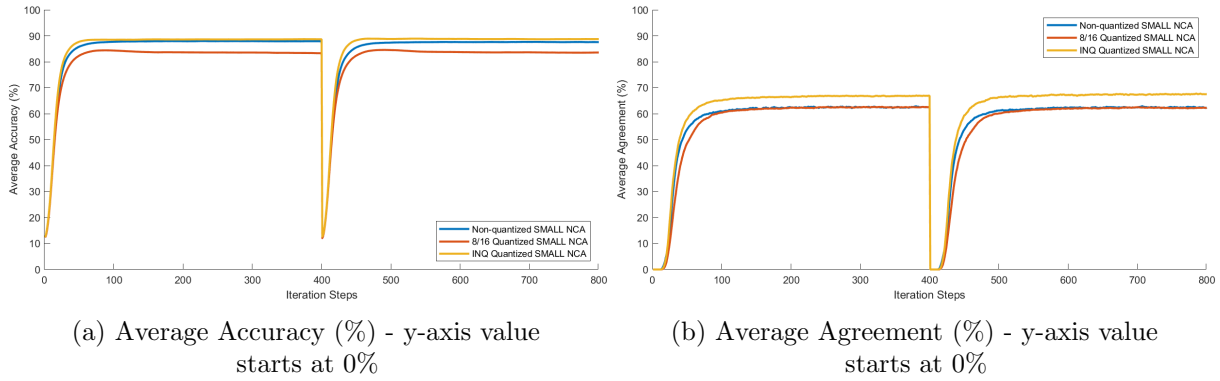 100
90
80
70
60
50
40
30
20
10
0
Average Accuracy (%)
Non-quantized SMALL NCA
8/16 Quantized SMALL NCA
INQ Quantized SMALL NCA
0 100 200 300 400 500 600 700 800
Iteration Steps
(a) Average Accuracy (%) - y-axis value
starts at 0%
100
90
80
70
60
50
40
30
20
10
0
Average Agreement (%)
Non-quantized SMALL NCA
8/16 Quantized SMALL NCA
INQ Quantized SMALL NCA
0 100 200 300 400 500 600 700 800
Iteration Steps
(b) Average Agreement (%) - y-axis value
starts at 0%